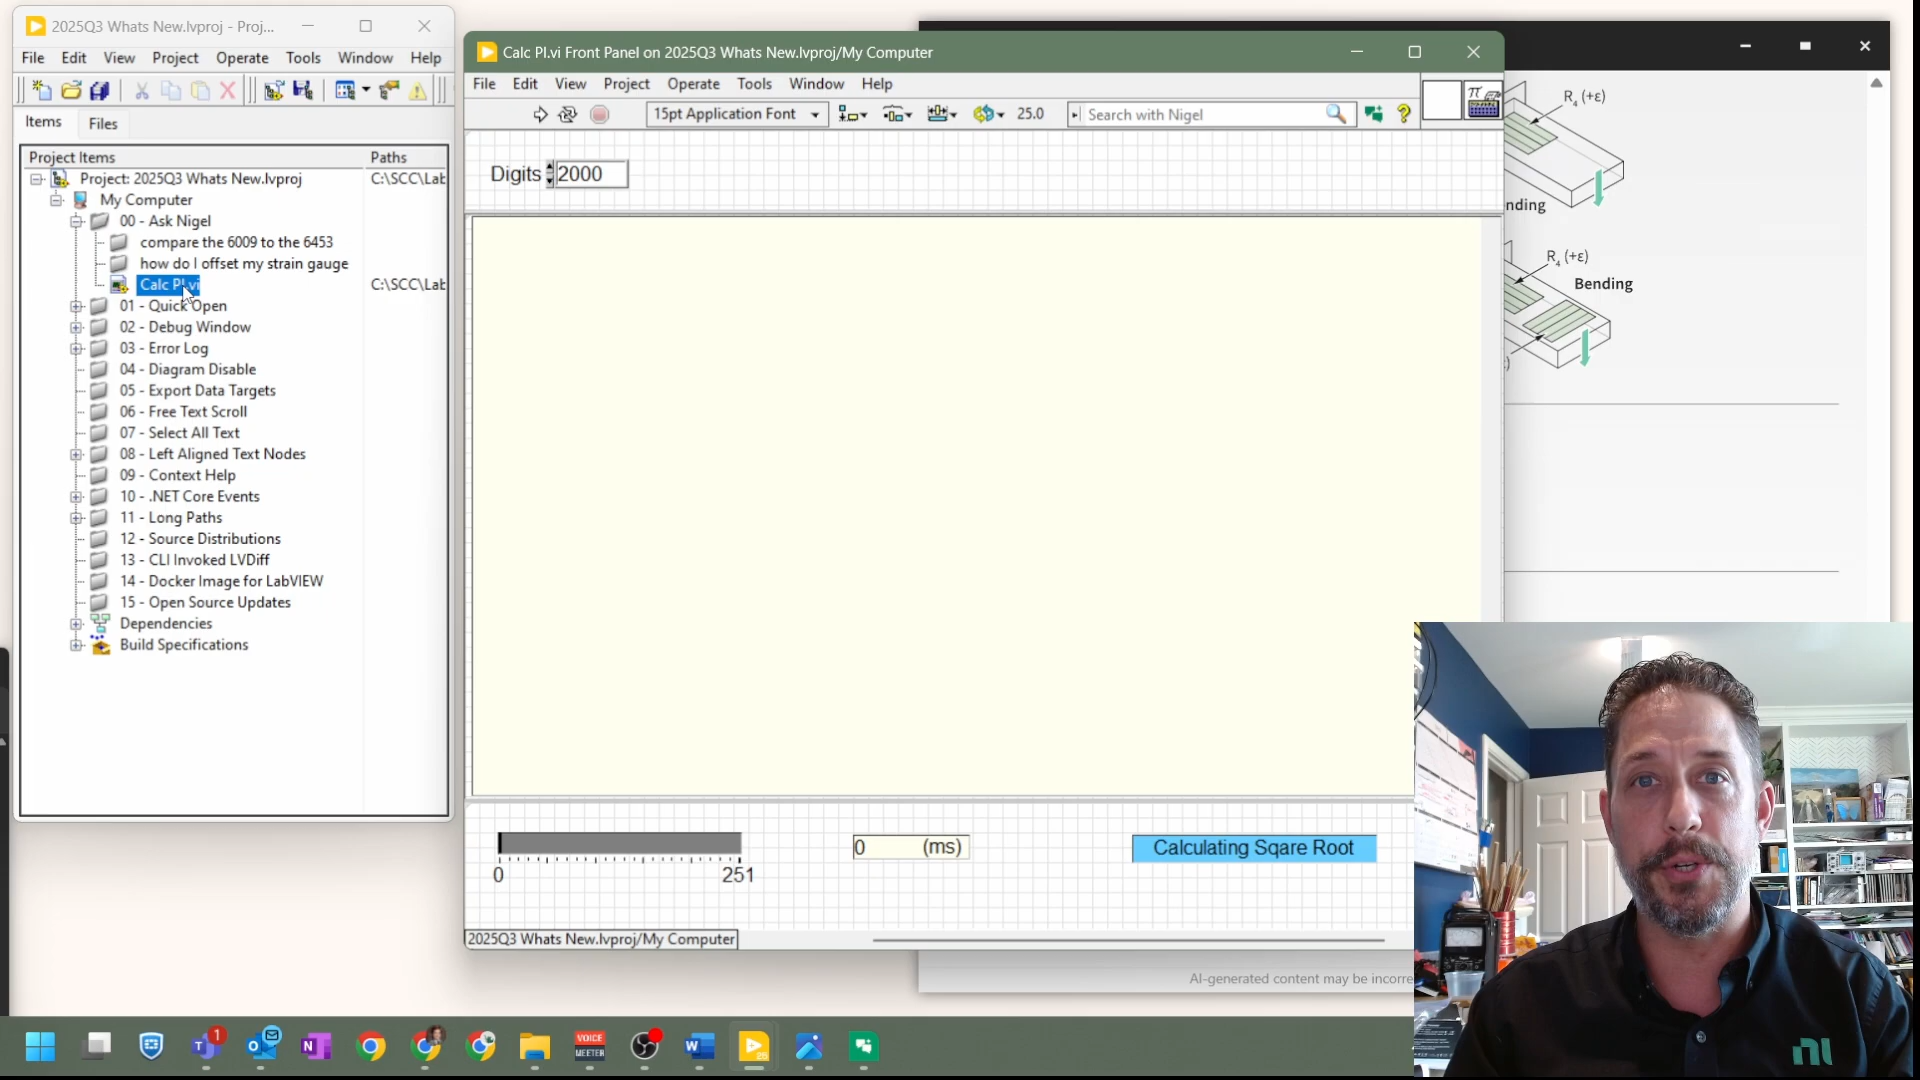 2025Q3 Whats New.lvproj - Proj...
File Edit View Project Operate Tools Window Help
Items Files
Project Items Paths
Project: 2025Q3 Whats New.lvproj C:\SCC\Lab
My Computer
00 - Ask Nigel
compare the 6009 to the 6453
how do I offset my strain gauge
Calc PI.vi C:\SCC\Lab
01 - Quick Open
02 - Debug Window
03 - Error Log
04 - Diagram Disable
05 - Export Data Targets
06 - Free Text Scroll
07 - Select All Text
08 - Left Aligned Text Nodes
09 - Context Help
10 - .NET Core Events
11 - Long Paths
12 - Source Distributions
13 - CLI Invoked LVDiff
14 - Docker Image for LabVIEW
15 - Open Source Updates
Dependencies
Build Specifications
Calc PI.vi Front Panel on 2025Q3 Whats New.lvproj/My Computer
File Edit View Project Operate Tools Window Help
15pt Application Font 25.0 Search with Nigel
Digits 2000
0 251
0 (ms)
Calculating Sqare Root
2025Q3 Whats New.lvproj/My Computer
R4 (+ε)
nding
R4 (+ε)
Bending
AI-generated content may be incorre
1
VOICE
MEETER
25
nı